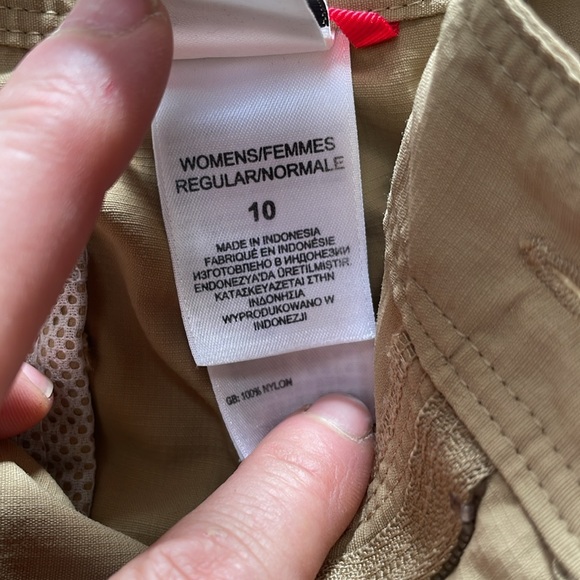 WOMENS/FEMMES
REGULAR/NORMALE
10
MADE IN INDONESIA
FABRIQUÉ EN INDONÉSIE
ИЗГОТОВЛЕНО В ИНДОНЕЗИИ
ENDONEZYA'DA ÜRETILMIŞTIR.
ΚΑΤΑΣΚΕΥΑΖΕΤΑΙ ΣΤΗΝ
ΙΝΔΟΝΗΣΙΑ
WYPRODUKOWANO W
INDONEZJI
GB: 100% NYLON